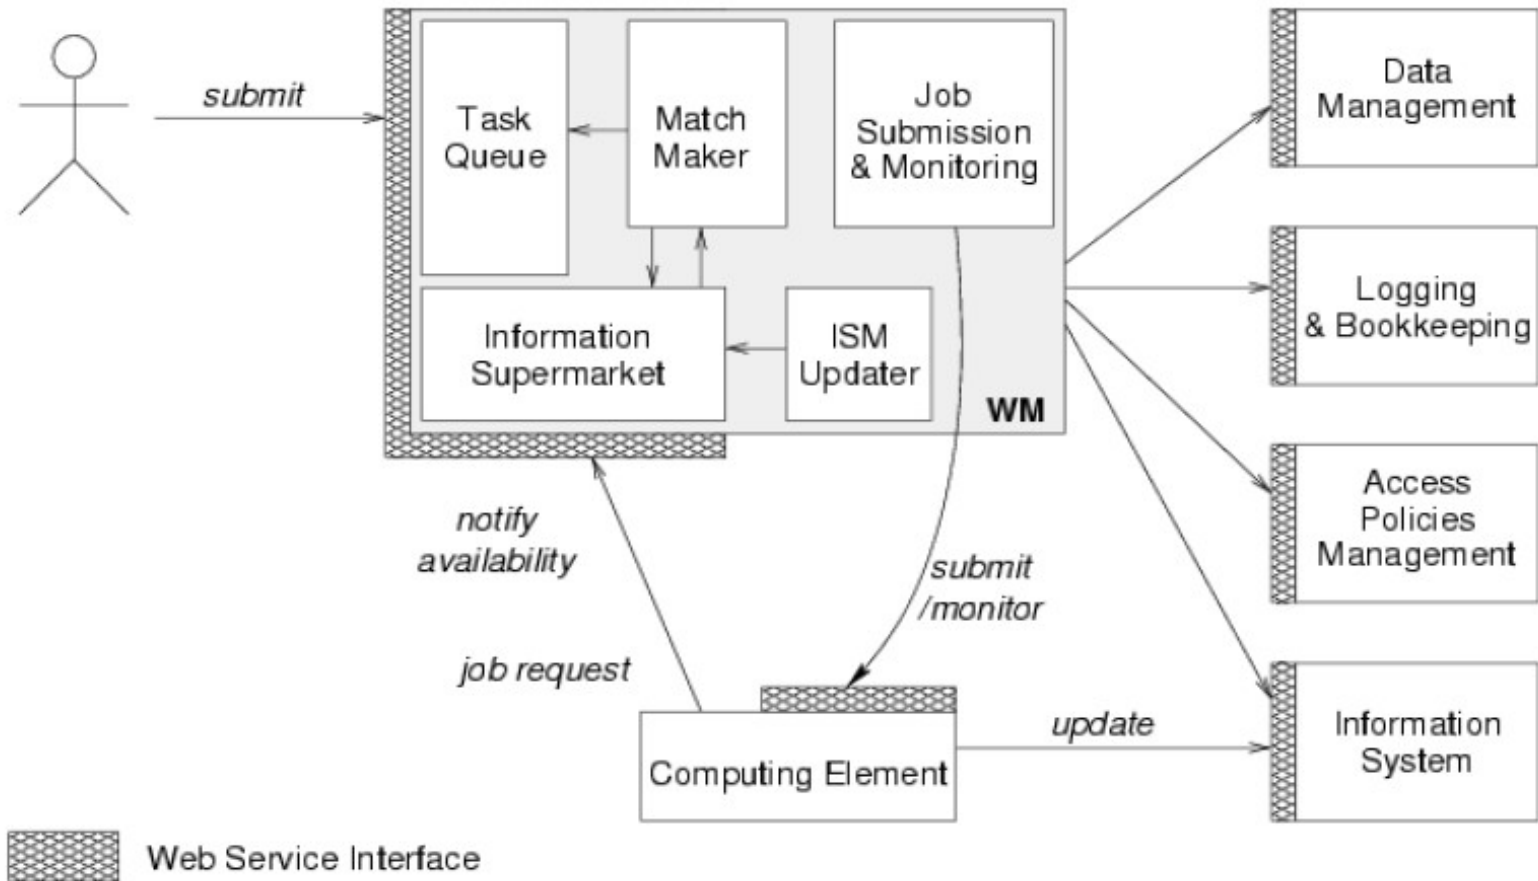 submit
Task
Queue
Match
Maker
Job
Submission
& Monitoring
Information
Supermarket
ISM
Updater
WM
Data
Management
Logging
& Bookkeeping
Access
Policies
Management
Information
System
notify
availability
job request
submit
/monitor
update
Computing Element
Web Service Interface